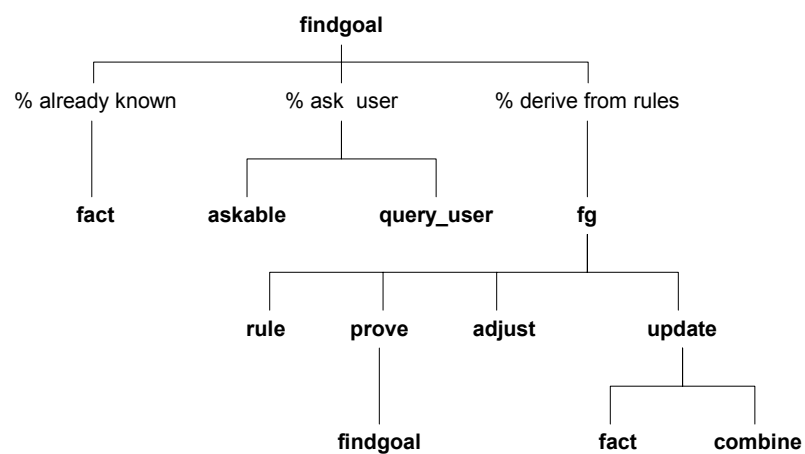 findgoal
% already known % ask user % derive from rules
fact askable query_user fg
rule prove adjust update
findgoal fact combine